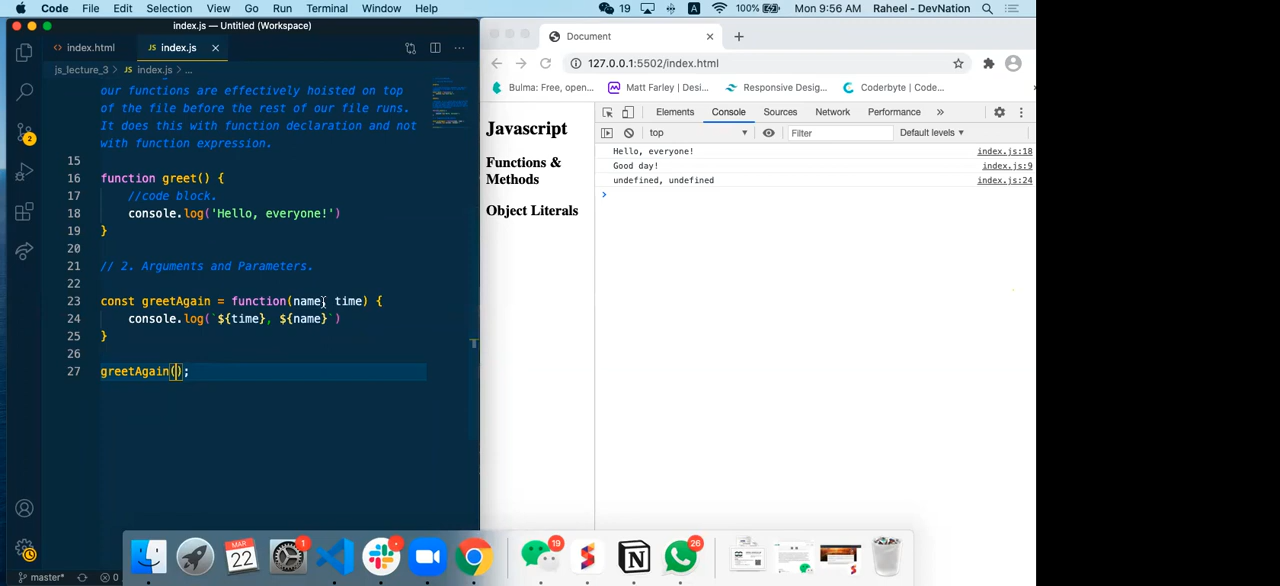 Code File Edit Selection View Go Run Terminal Window Help 19 A 100% Mon 9:56 AM Raheel - DevNation
index.js — Untitled (Workspace)
<> index.html JS index.js ×
js_lecture_3 > JS index.js > ...
our functions are effectively hoisted on top
of the file before the rest of our file runs.
It does this with function declaration and not
with function expression.
15
16 function greet() {
17 //code block.
18 console.log('Hello, everyone!')
19 }
20
21 // 2. Arguments and Parameters.
22
23 const greetAgain = function(name, time) {
24 console.log(`${time}, ${name}`)
25 }
26
27 greetAgain();
2
master* 0
Document × +
127.0.0.1:5502/index.html
Bulma: Free, open... Matt Farley | Desi... Responsive Desig... Coderbyte | Code...
Javascript
Functions &
Methods
Object Literals
Elements Console Sources Network Performance »
top ▼ Filter Default levels ▼
Hello, everyone! index.js:18
Good day! index.js:9
undefined, undefined index.js:24
>
MAR
22
1
19
26